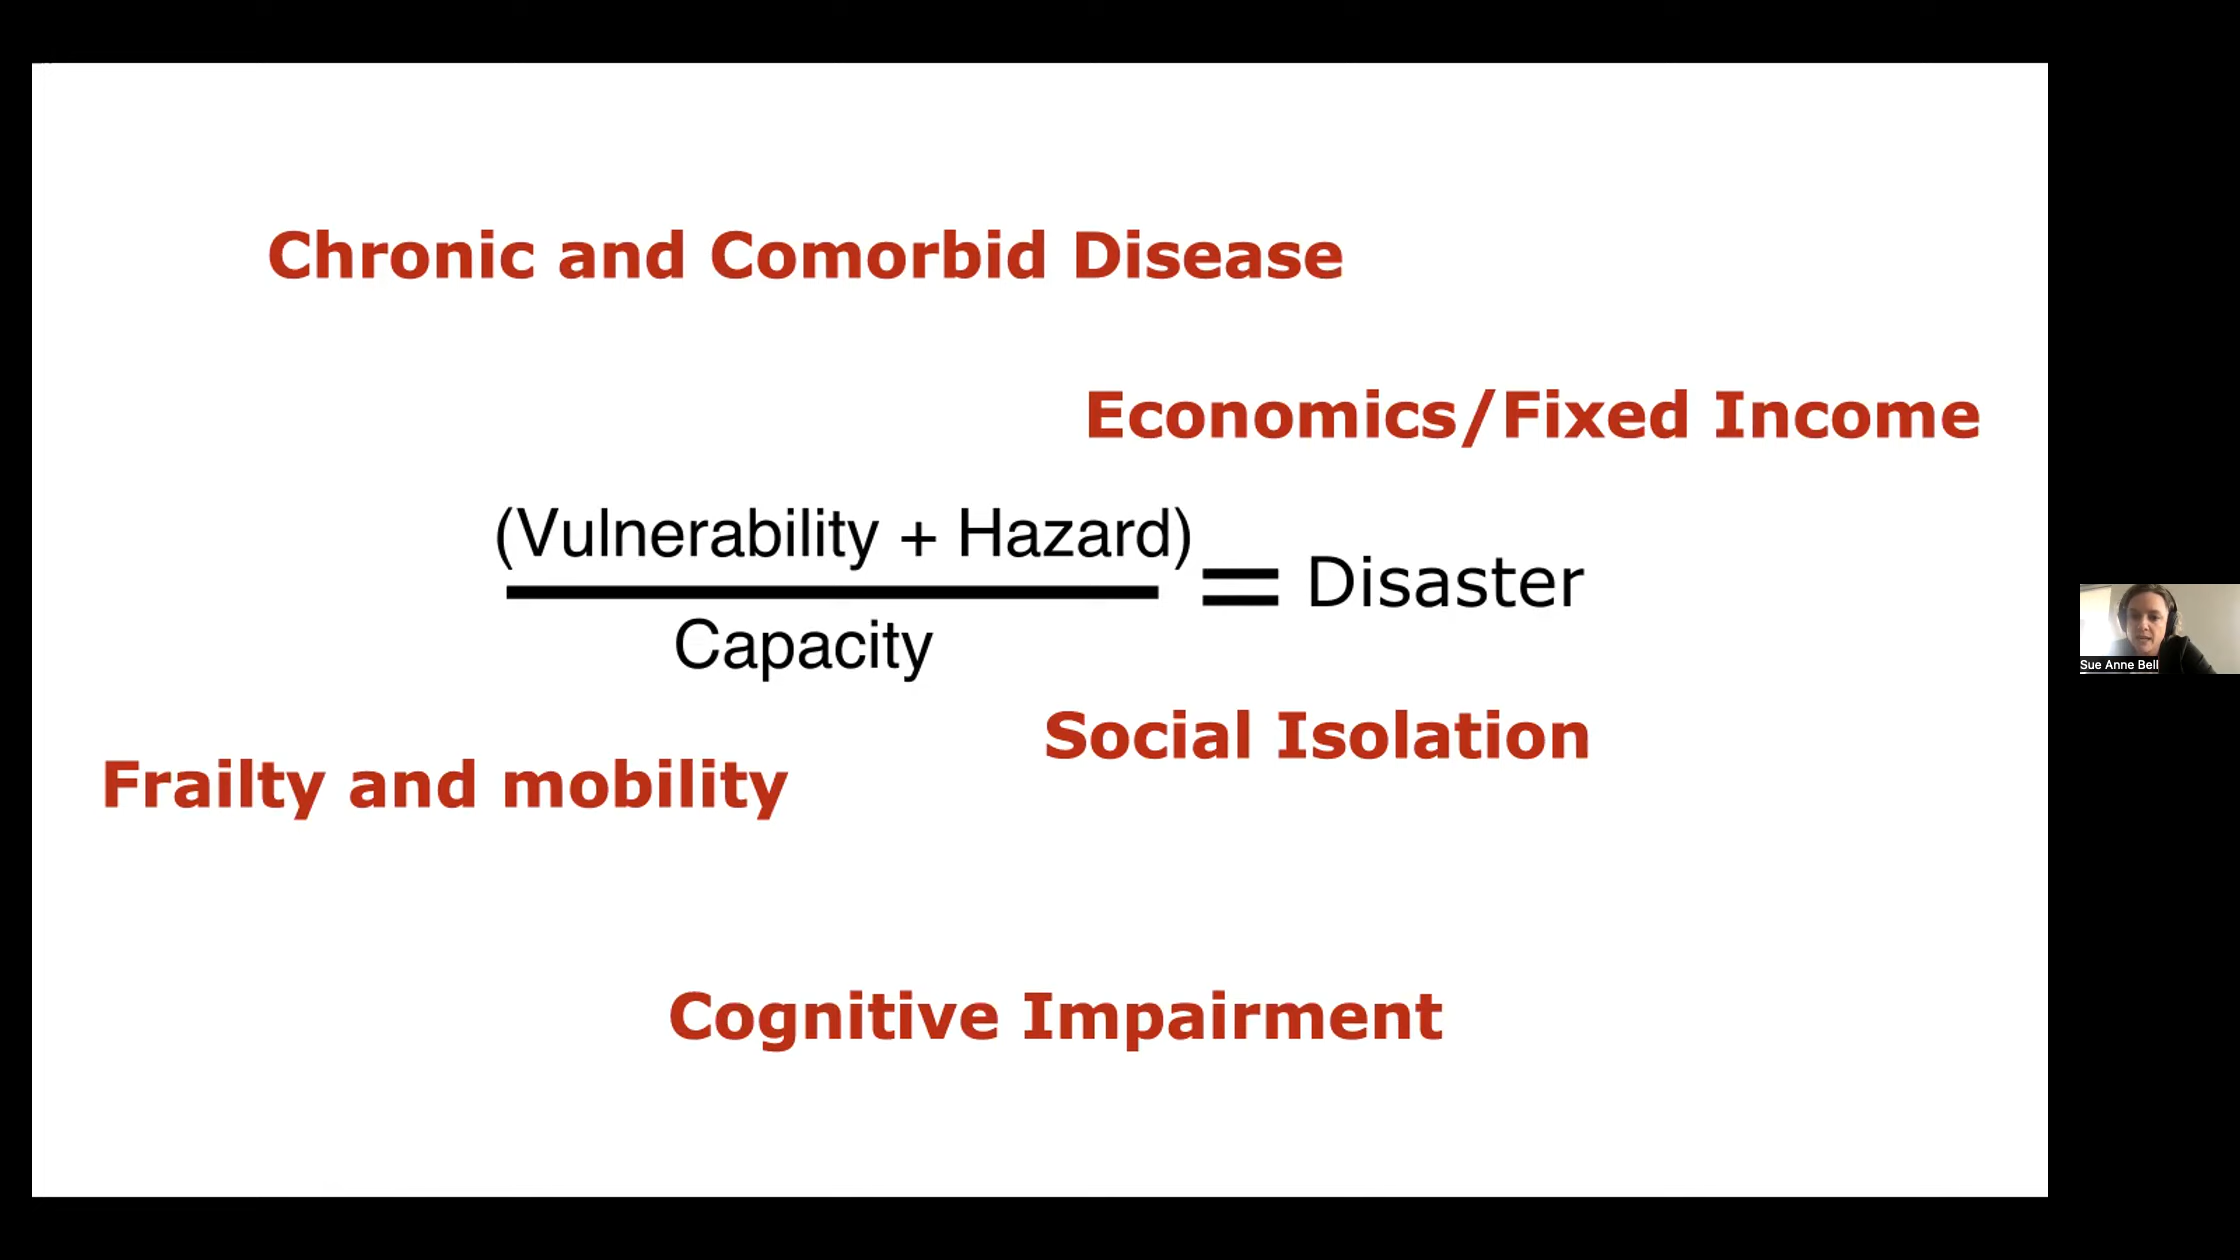 Chronic and Comorbid Disease
Economics/Fixed Income
(Vulnerability + Hazard)
= Disaster
Capacity
Social Isolation
Frailty and mobility
Cognitive Impairment
Sue Anne Bell